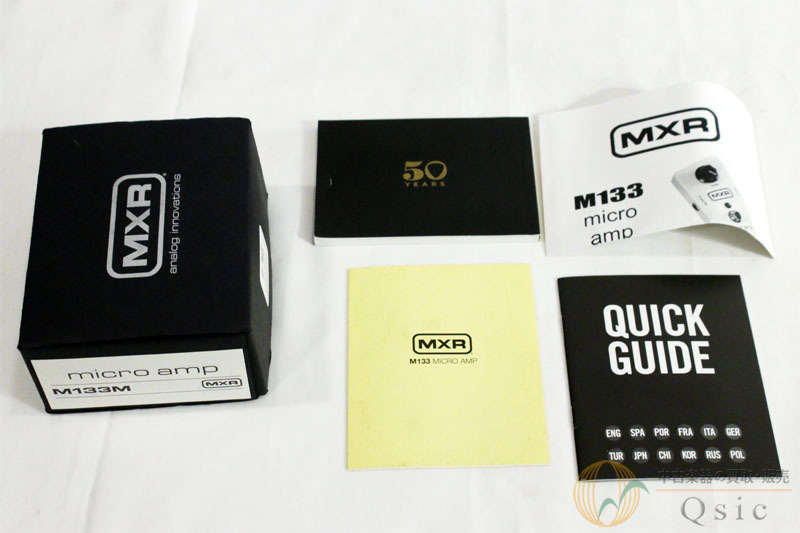 MXR
analog innovations
micro amp
M133M
MXR
50
YEARS
MXR
M133
micro
amp
MXR
MXR
M133 MICRO AMP
QUICK
GUIDE
ENG SPA POR FRA ITA GER
TUR JPN CHI KOR RUS POL
中古楽器の買取・販売
Qsic